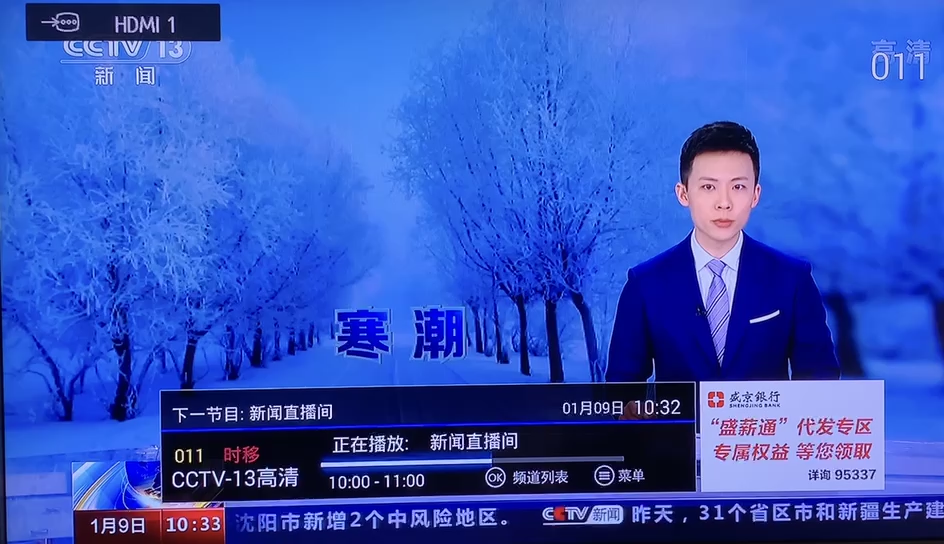 HDMI 1
CCTV 13
新闻
高清
011
寒潮
下一节目: 新闻直播间
01月09日 10:32
011 时移
CCTV-13高清
正在播放: 新闻直播间
10:00 - 11:00
OK 频道列表
菜单
盛京银行
SHENGJING BANK
“盛薪通”代发专区
专属权益 等您领取
详询 95337
1月9日 10:33 沈阳市新增2个中风险地区。 CCTV新闻 昨天，31个省区市和新疆生产建